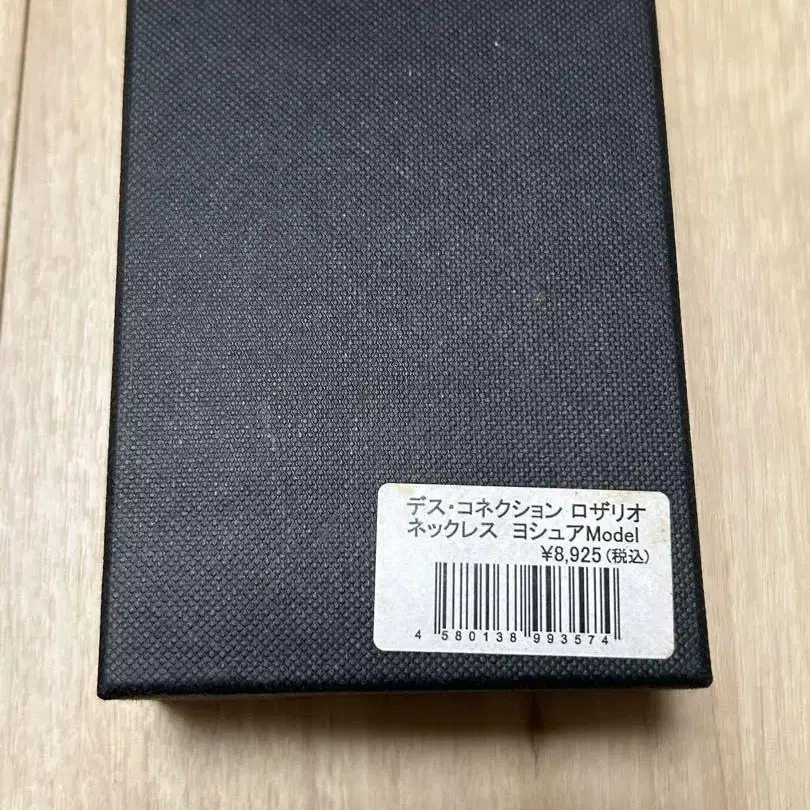 デス・コネクション ロザリオ
ネックレス ヨシュアModel
¥8,925(税込)
4 580138 993574